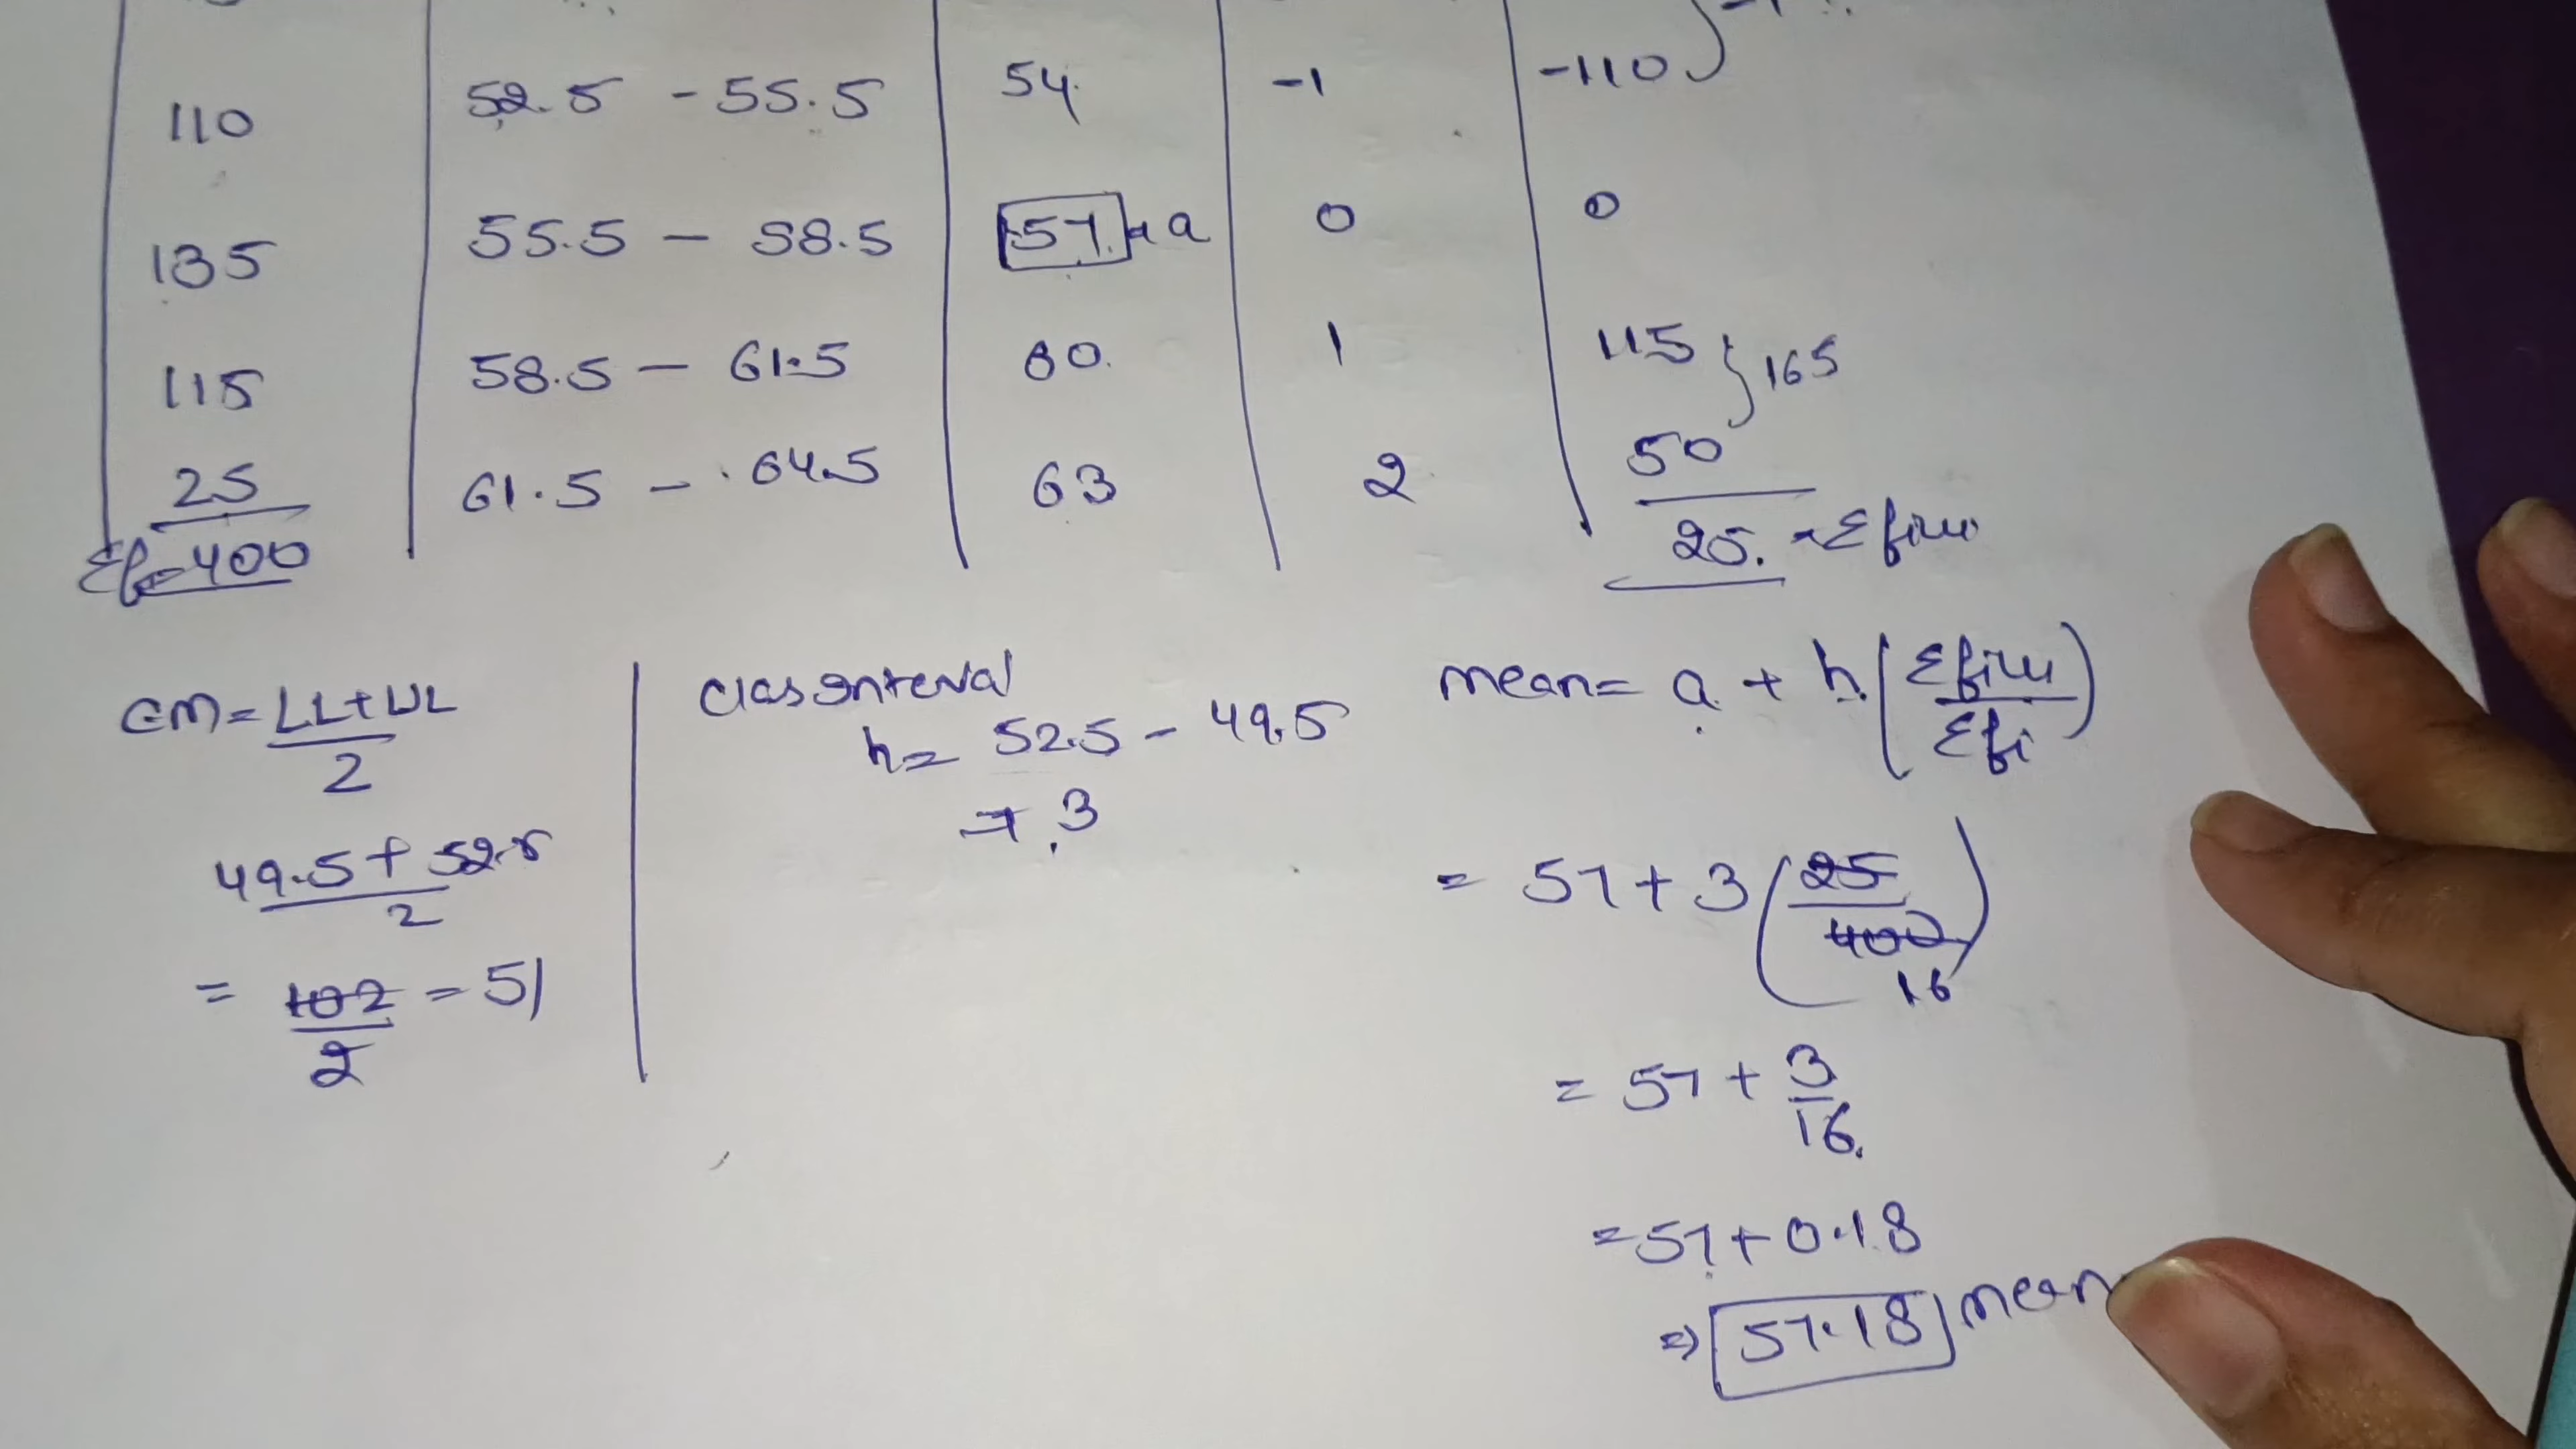 110 52.5 - 55.5 54. -1 -110
135 55.5 - 58.5 57. = a 0 0
115 58.5 - 61.5 60. 1 115 } 165
25 61.5 - 64.5 63 2 50
Σfi=400 25. = Σfiui
CM = LL+UL / 2
49.5 + 52.5 / 2
= 102 / 2 = 51
Class Interval
h = 52.5 - 49.5
= 3
mean = a + h (Σfiui / Σfi)
= 57 + 3 (25 / 400) 16
= 57 + 3 / 16.
= 57 + 0.18
⇒ 57.18 mean